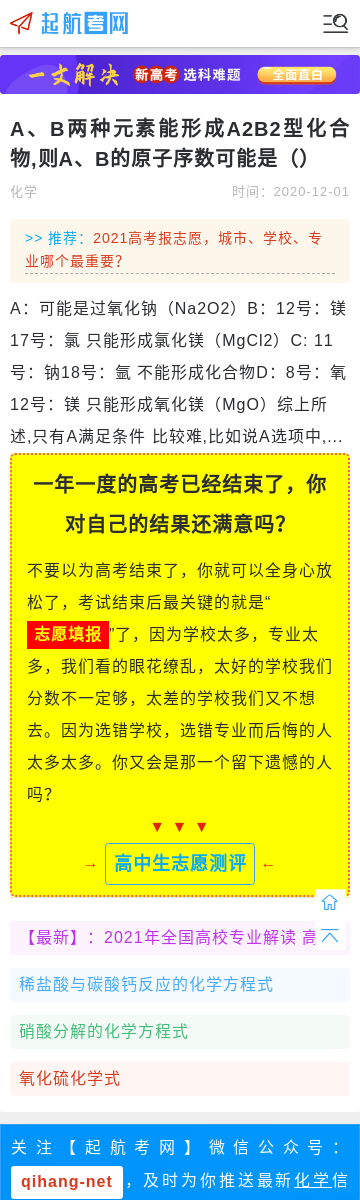 起航考网
一文解决 新高考 选科难题 全面直白
A、B两种元素能形成A2B2型化合
物,则A、B的原子序数可能是（）
化学 时间：2020-12-01
>> 推荐：2021高考报志愿，城市、学校、专
业哪个最重要？
A：可能是过氧化钠（Na2O2）B：12号：镁
17号：氯 只能形成氯化镁（MgCl2）C: 11
号：钠18号：氩 不能形成化合物D：8号：氧
12号：镁 只能形成氧化镁（MgO）综上所
述,只有A满足条件 比较难,比如说A选项中,...
一年一度的高考已经结束了，你
对自己的结果还满意吗？
不要以为高考结束了，你就可以全身心放
松了，考试结束后最关键的就是“
志愿填报”了，因为学校太多，专业太
多，我们看的眼花缭乱，太好的学校我们
分数不一定够，太差的学校我们又不想
去。因为选错学校，选错专业而后悔的人
太多太多。你又会是那一个留下遗憾的人
吗？
▼ ▼ ▼
→ 高中生志愿测评 ←
【最新】：2021年全国高校专业解读 高
稀盐酸与碳酸钙反应的化学方程式
硝酸分解的化学方程式
氧化硫化学式
关注【起航考网】微信公众号：
qihang-net，及时为你推送最新化学信